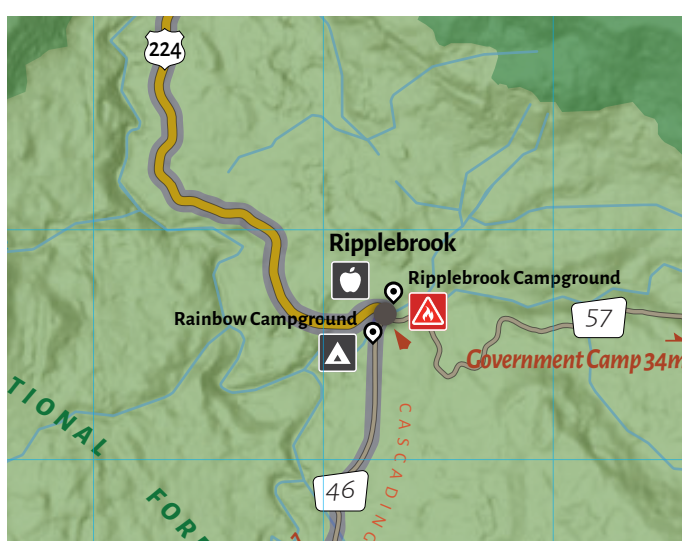 224
Ripplebrook
Ripplebrook Campground
Rainbow Campground
57
Government Camp 34m
TIONAL
FOR
CASCADING
46